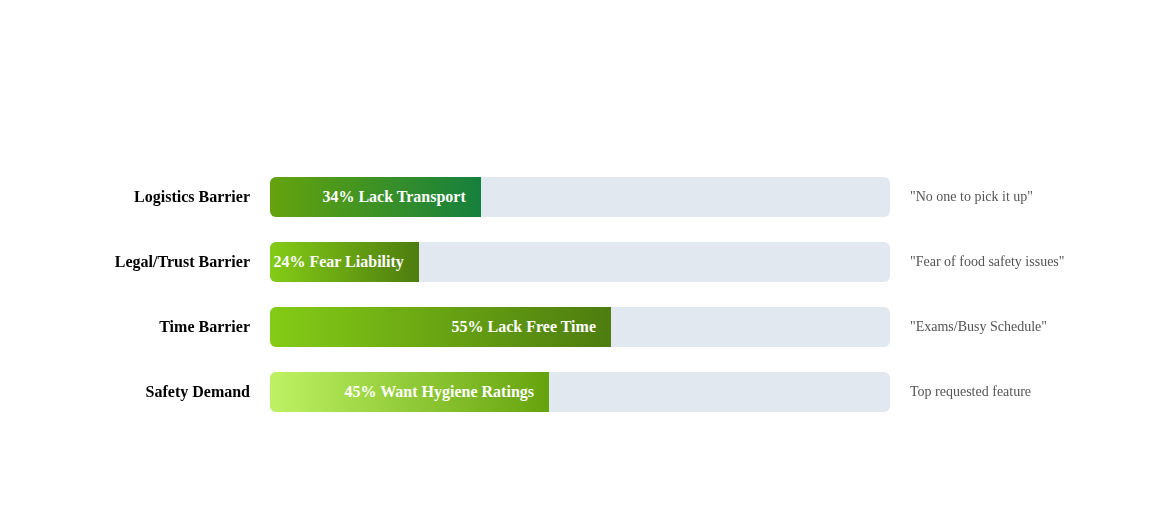 Logistics Barrier 34% Lack Transport "No one to pick it up"
Legal/Trust Barrier 24% Fear Liability "Fear of food safety issues"
Time Barrier 55% Lack Free Time "Exams/Busy Schedule"
Safety Demand 45% Want Hygiene Ratings Top requested feature